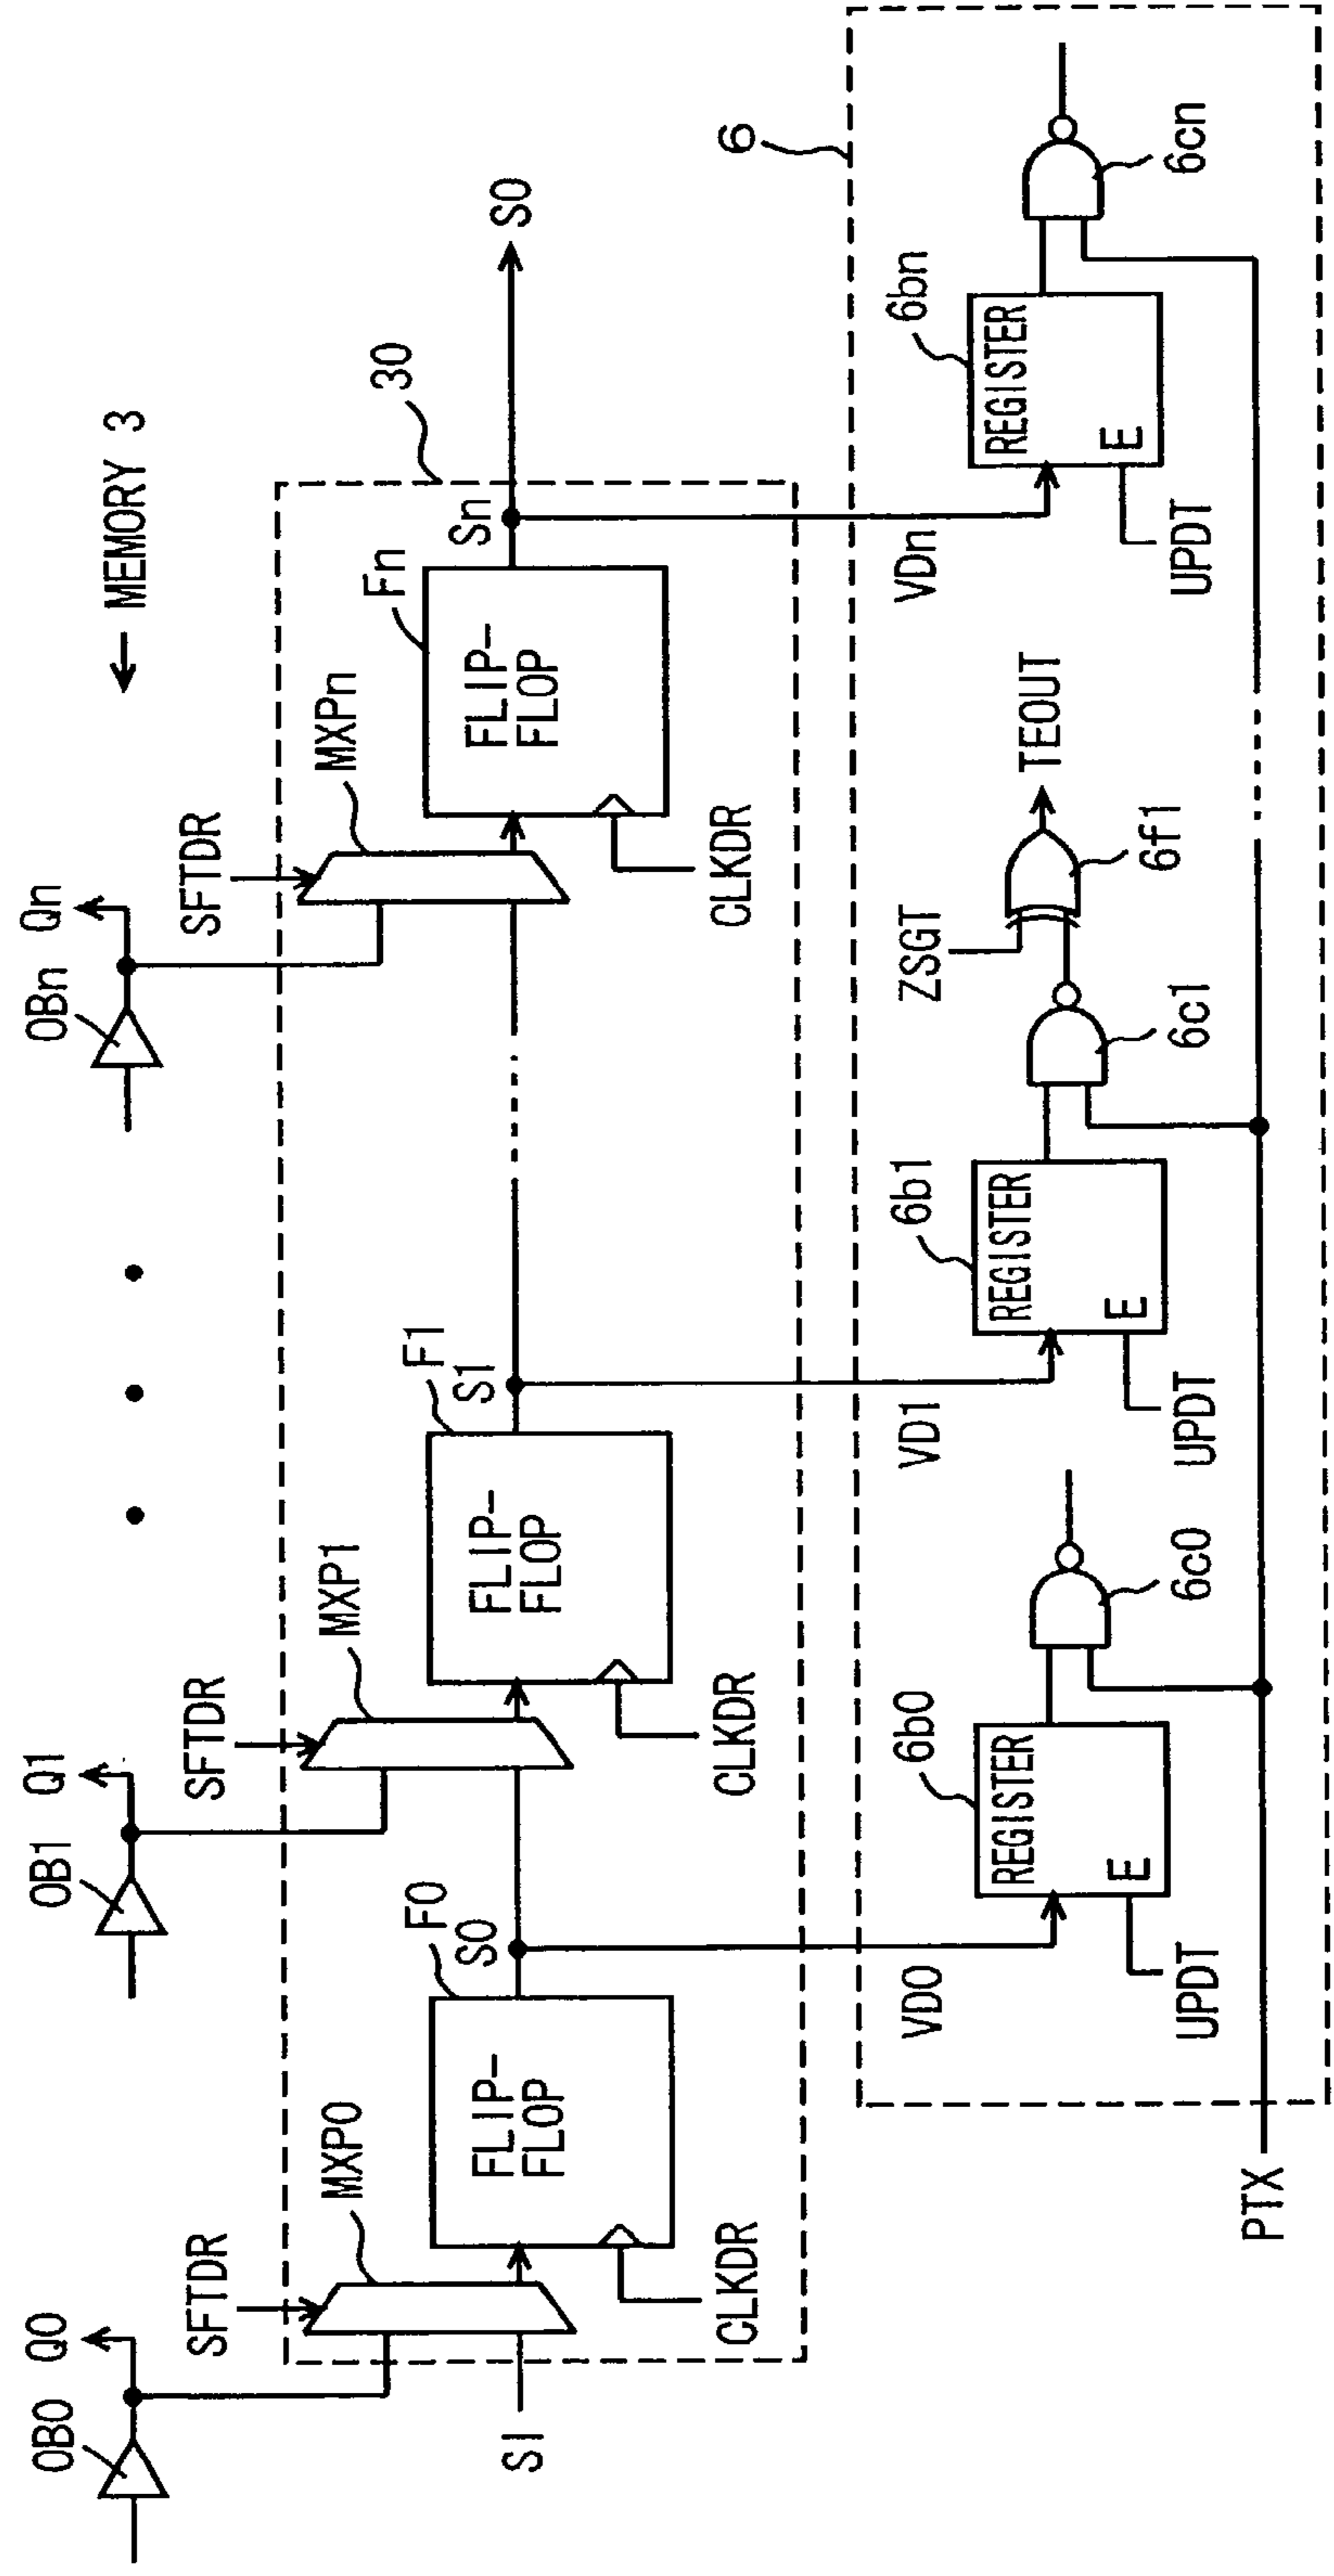 ← MEMORY 3
OB0
Q0
OB1
Q1
OBn
Qn
SFTDR
SFTDR
SFTDR
MXP0
MXP1
MXPn
30
F0
F1
Fn
SI
FLIP-
FLOP
S0
FLIP-
FLOP
S1
FLIP-
FLOP
Sn
SO
CLKDR
CLKDR
CLKDR
6
VD0
6b0
VD1
6b1
ZSGT
TEOUT
VDn
6bn
REGISTER
E
REGISTER
E
REGISTER
E
UPDT
6c0
UPDT
6c1
6f1
UPDT
6cn
PTX